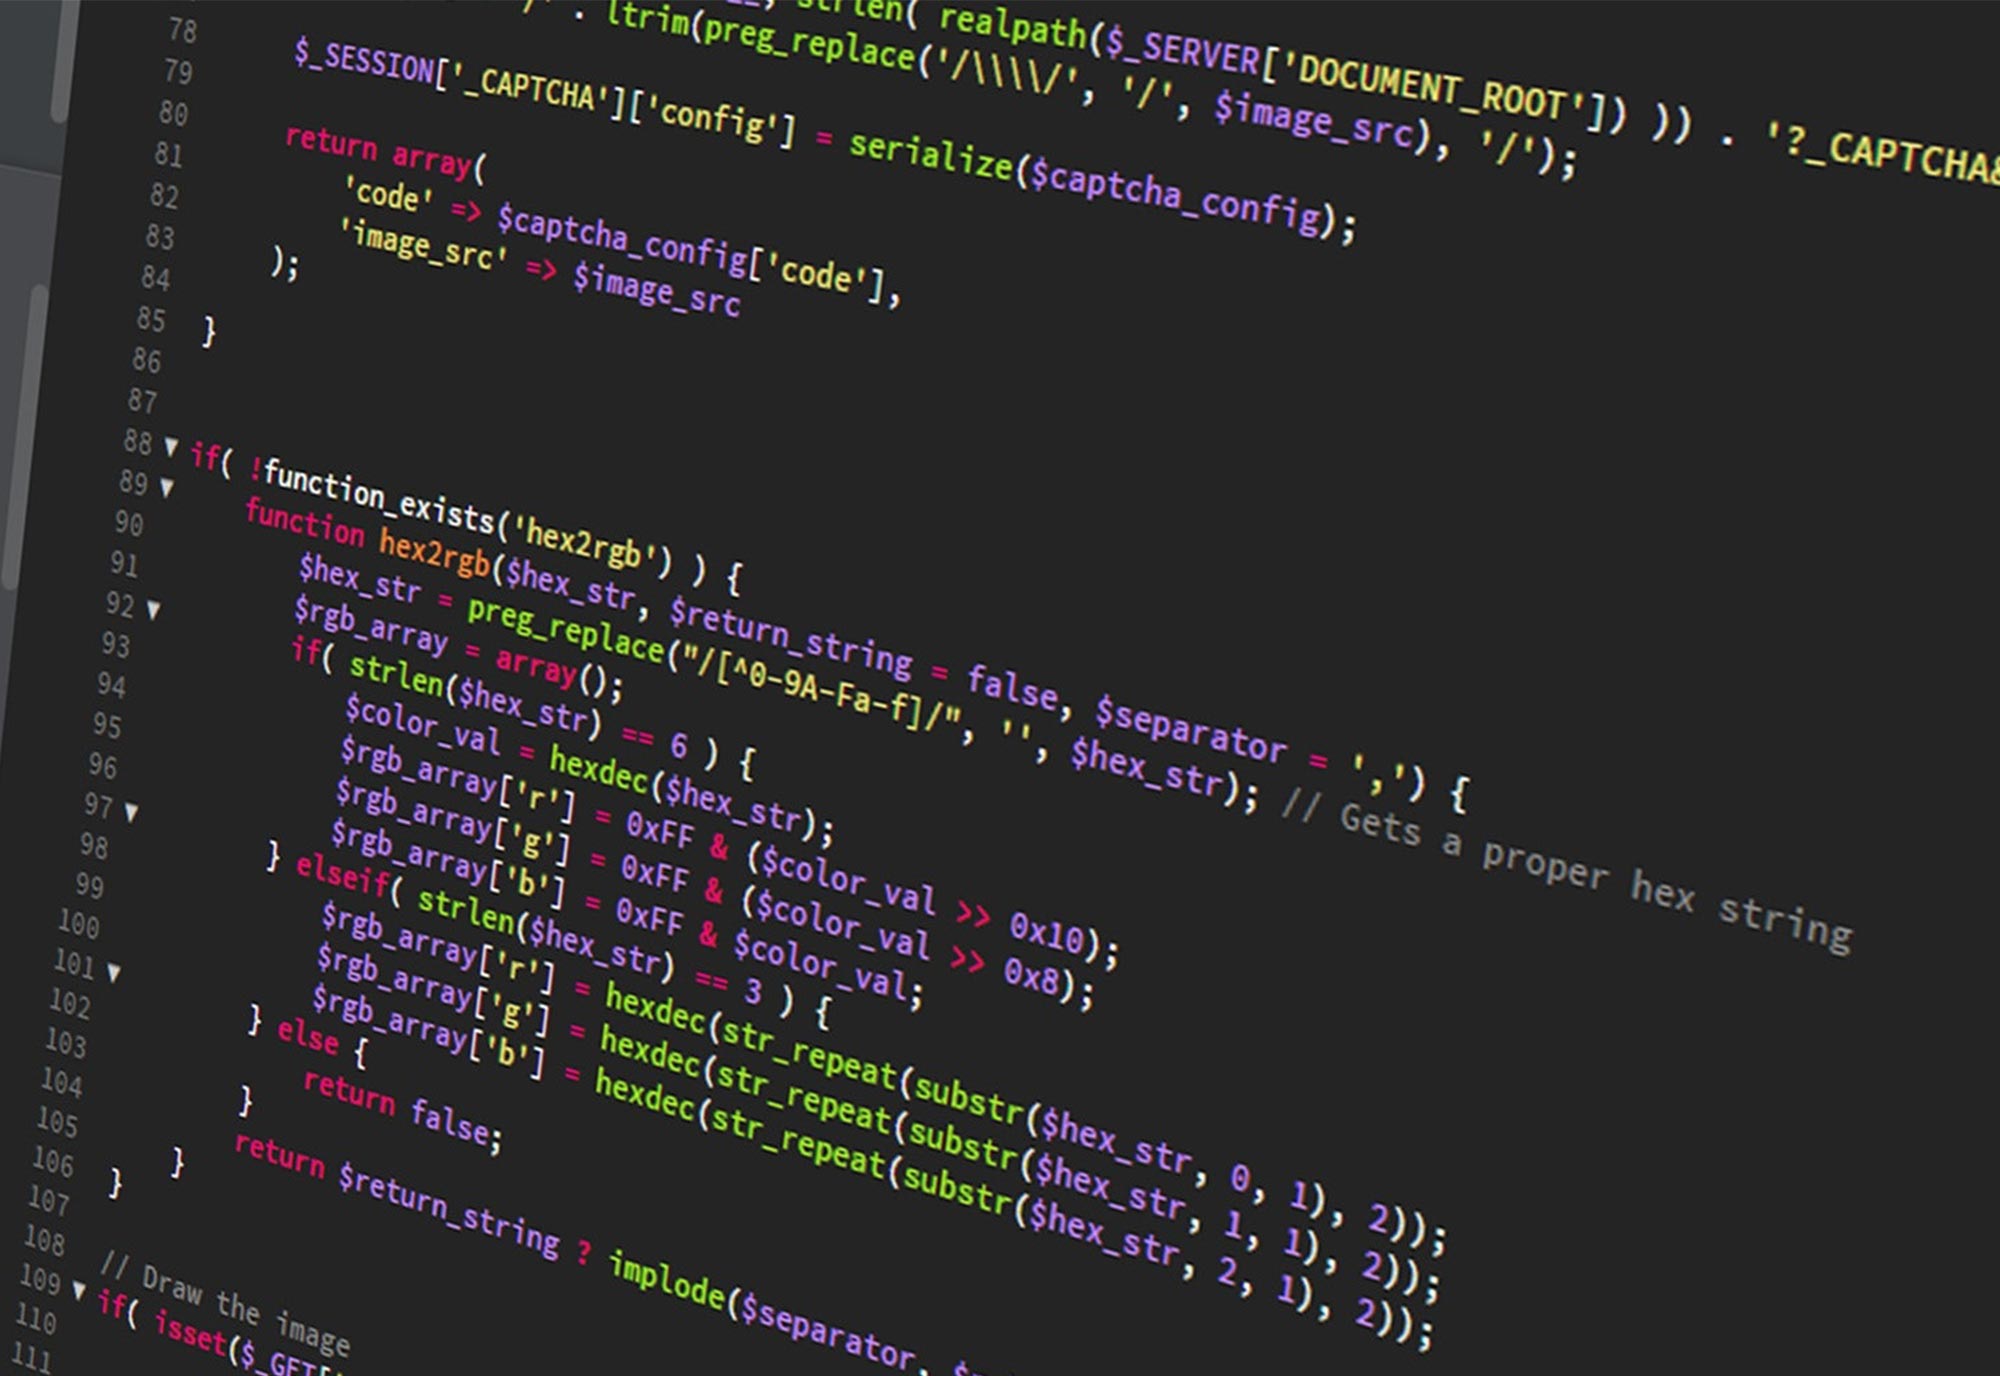 strlen( realpath($_SERVER['DOCUMENT_ROOT']) )) . '?_CAPTCHA&
78 . ltrim(preg_replace('/\\\\/', '/', $image_src), '/');
79 $_SESSION['_CAPTCHA']['config'] = serialize($captcha_config);
80
81 return array(
82 'code' => $captcha_config['code'],
83 'image_src' => $image_src
84 );
85 }
86
87
88 if( !function_exists('hex2rgb') ) {
89 function hex2rgb($hex_str, $return_string = false, $separator = ',') {
90 $hex_str = preg_replace("/[^0-9A-Fa-f]/", '', $hex_str); // Gets a proper hex string
91 $rgb_array = array();
92 if( strlen($hex_str) == 6 ) {
93 $color_val = hexdec($hex_str);
94 $rgb_array['r'] = 0xFF & ($color_val >> 0x10);
95 $rgb_array['g'] = 0xFF & ($color_val >> 0x8);
96 $rgb_array['b'] = 0xFF & $color_val;
97 } elseif( strlen($hex_str) == 3 ) {
98 $rgb_array['r'] = hexdec(str_repeat(substr($hex_str, 0, 1), 2));
99 $rgb_array['g'] = hexdec(str_repeat(substr($hex_str, 1, 1), 2));
100 $rgb_array['b'] = hexdec(str_repeat(substr($hex_str, 2, 1), 2));
101 } else {
102 return false;
103 }
104 return $return_string ? implode($separator,
105 }
106 }
107
108 // Draw the image
109 if( isset($_GET[
110
111